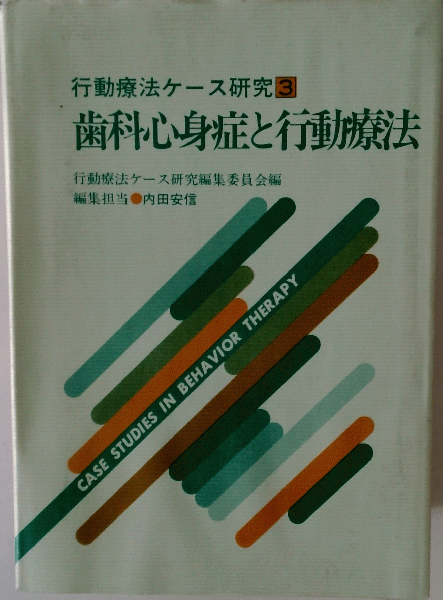 行動療法ケース研究3
歯科心身症と行動療法
行動療法ケース研究編集委員会編
編集担当●内田安信
CASE STUDIES IN BEHAVIOR THERAPY